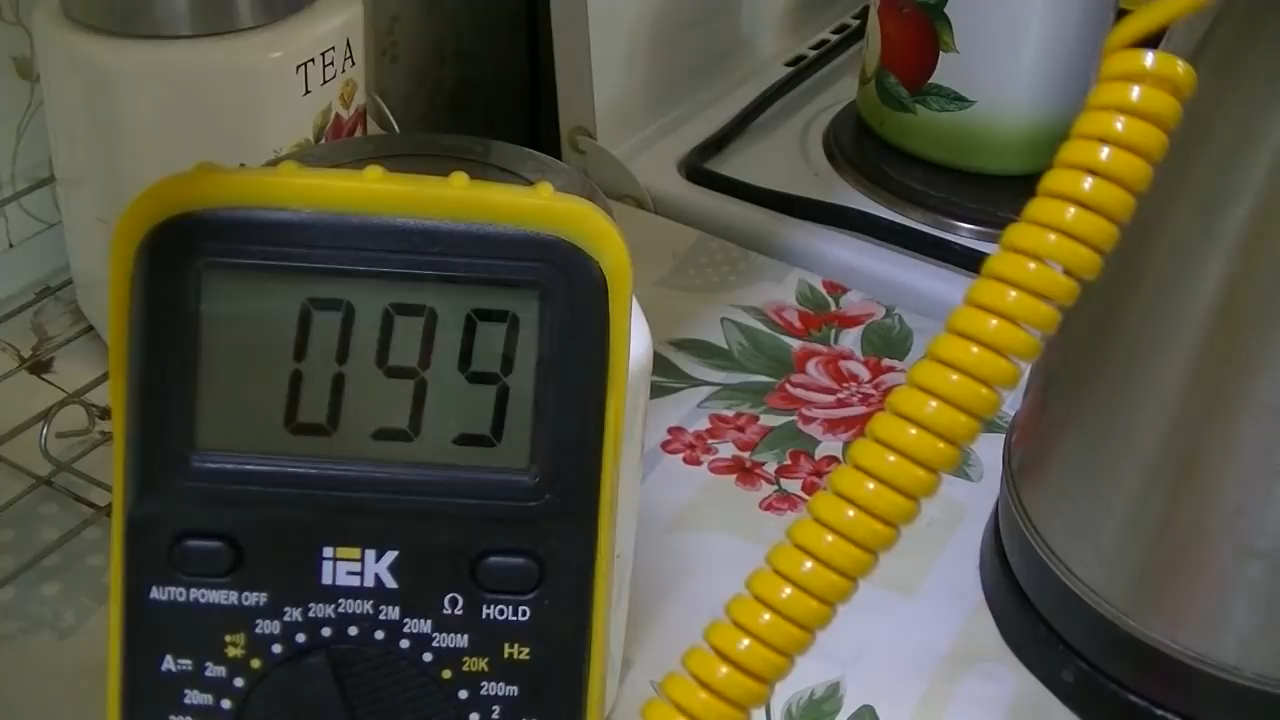 TEA
099
iEK
AUTO POWER OFF
HOLD
Ω
200 2K 20K 200K 2M 20M 200M
Hz
20K
A
2m
20m
200m
2